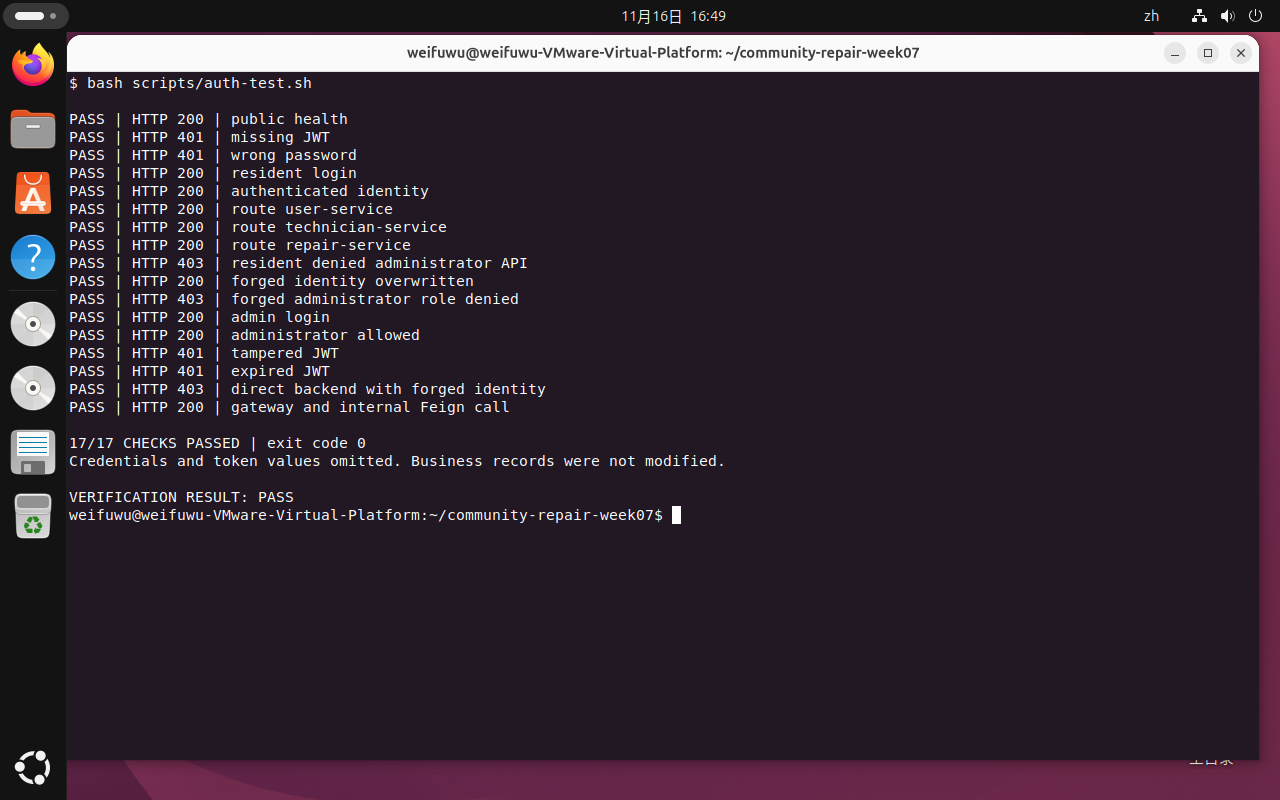 11月16日 16:49
zh
weifuwu@weifuwu-VMware-Virtual-Platform: ~/community-repair-week07
$ bash scripts/auth-test.sh
PASS | HTTP 200 | public health
PASS | HTTP 401 | missing JWT
PASS | HTTP 401 | wrong password
PASS | HTTP 200 | resident login
PASS | HTTP 200 | authenticated identity
PASS | HTTP 200 | route user-service
PASS | HTTP 200 | route technician-service
PASS | HTTP 200 | route repair-service
PASS | HTTP 403 | resident denied administrator API
PASS | HTTP 200 | forged identity overwritten
PASS | HTTP 403 | forged administrator role denied
PASS | HTTP 200 | admin login
PASS | HTTP 200 | administrator allowed
PASS | HTTP 401 | tampered JWT
PASS | HTTP 401 | expired JWT
PASS | HTTP 403 | direct backend with forged identity
PASS | HTTP 200 | gateway and internal Feign call
17/17 CHECKS PASSED | exit code 0
Credentials and token values omitted. Business records were not modified.
VERIFICATION RESULT: PASS
weifuwu@weifuwu-VMware-Virtual-Platform:~/community-repair-week07$